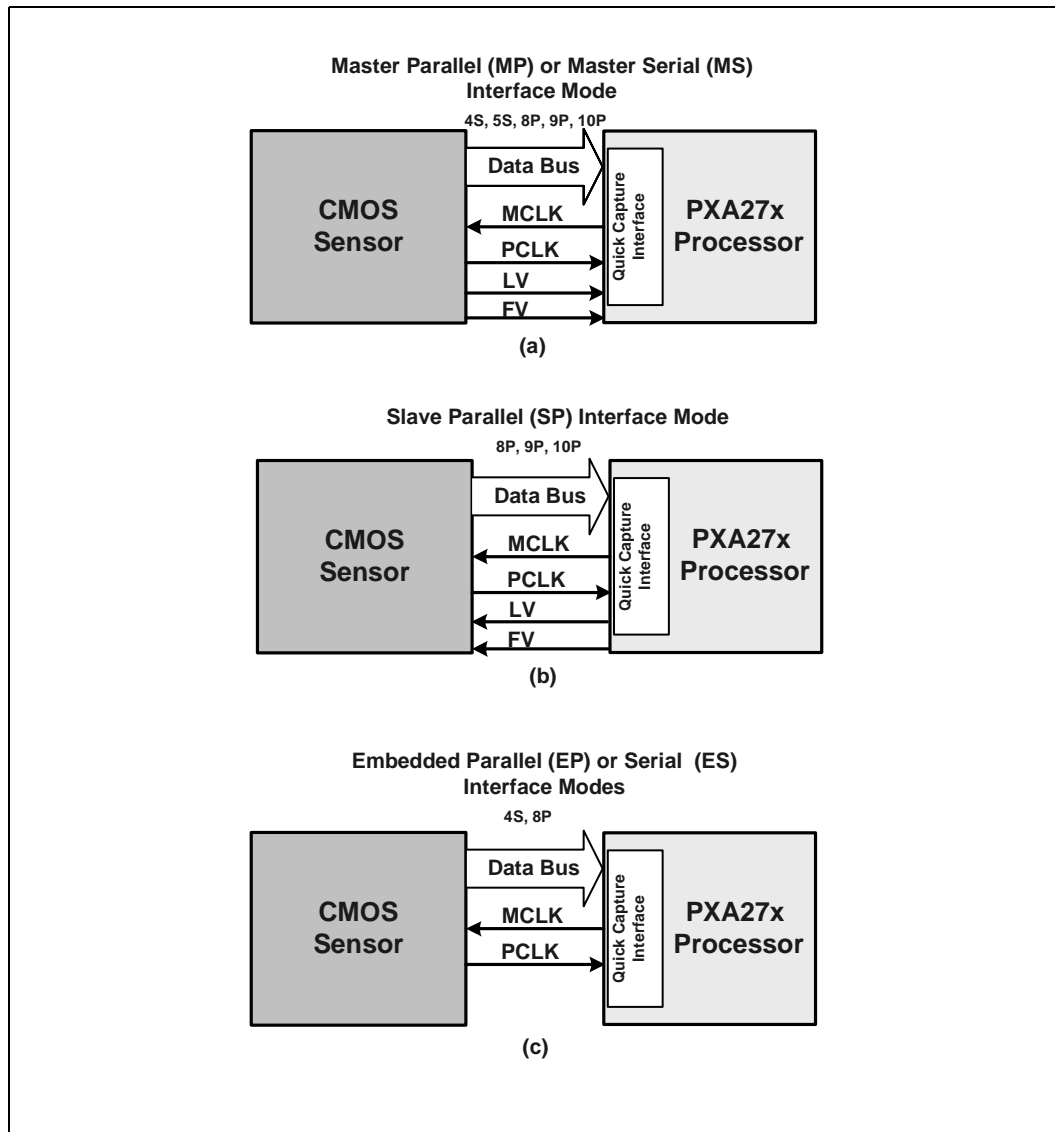 Master Parallel (MP) or Master Serial (MS)
Interface Mode
4S, 5S, 8P, 9P, 10P
Data Bus
CMOS
Sensor
MCLK
PCLK
LV
FV
Quick Capture
Interface
PXA27x
Processor
(a)
Slave Parallel (SP) Interface Mode
8P, 9P, 10P
Data Bus
CMOS
Sensor
MCLK
PCLK
LV
FV
Quick Capture
Interface
PXA27x
Processor
(b)
Embedded Parallel (EP) or Serial (ES)
Interface Modes
4S, 8P
Data Bus
CMOS
Sensor
MCLK
PCLK
Quick Capture
Interface
PXA27x
Processor
(c)